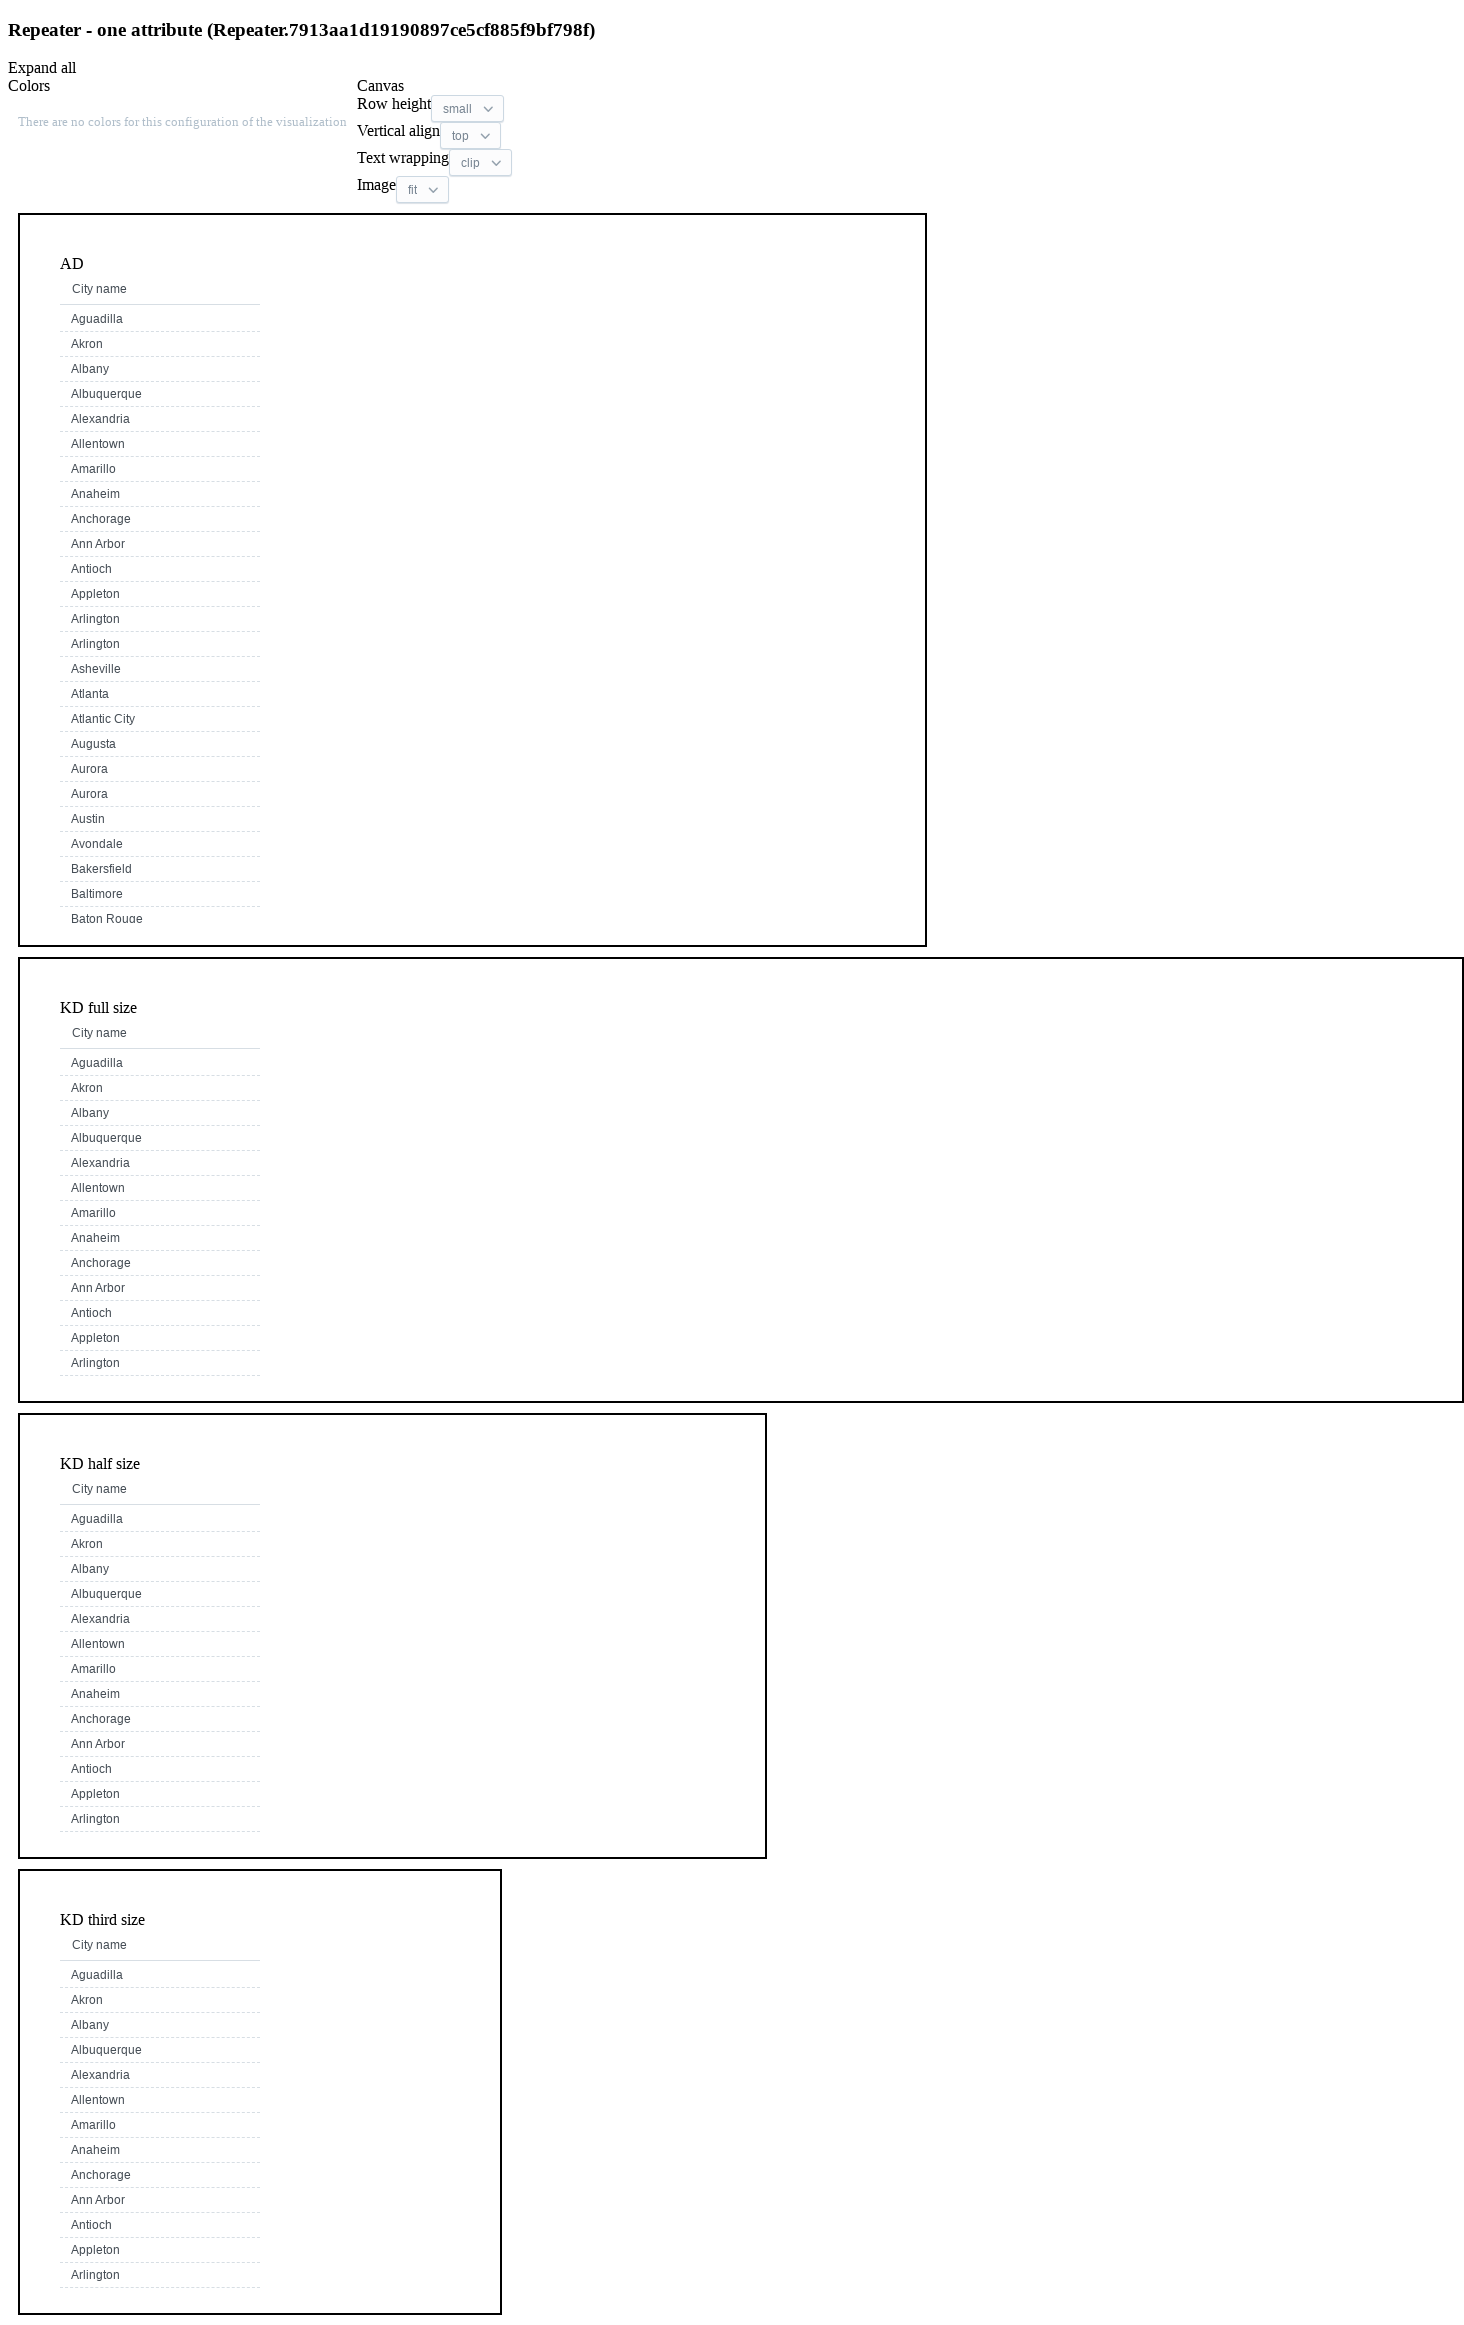 Repeater - one attribute (Repeater.7913aa1d19190897ce5cf885f9bf798f)
Expand all
Colors
There are no colors for this configuration of the visualization
Canvas
Row height small
Vertical align top
Text wrapping clip
Image fit
AD
City name
Aguadilla
Akron
Albany
Albuquerque
Alexandria
Allentown
Amarillo
Anaheim
Anchorage
Ann Arbor
Antioch
Appleton
Arlington
Arlington
Asheville
Atlanta
Atlantic City
Augusta
Aurora
Aurora
Austin
Avondale
Bakersfield
Baltimore
Baton Rouge
KD full size
City name
Aguadilla
Akron
Albany
Albuquerque
Alexandria
Allentown
Amarillo
Anaheim
Anchorage
Ann Arbor
Antioch
Appleton
Arlington
KD half size
City name
Aguadilla
Akron
Albany
Albuquerque
Alexandria
Allentown
Amarillo
Anaheim
Anchorage
Ann Arbor
Antioch
Appleton
Arlington
KD third size
City name
Aguadilla
Akron
Albany
Albuquerque
Alexandria
Allentown
Amarillo
Anaheim
Anchorage
Ann Arbor
Antioch
Appleton
Arlington